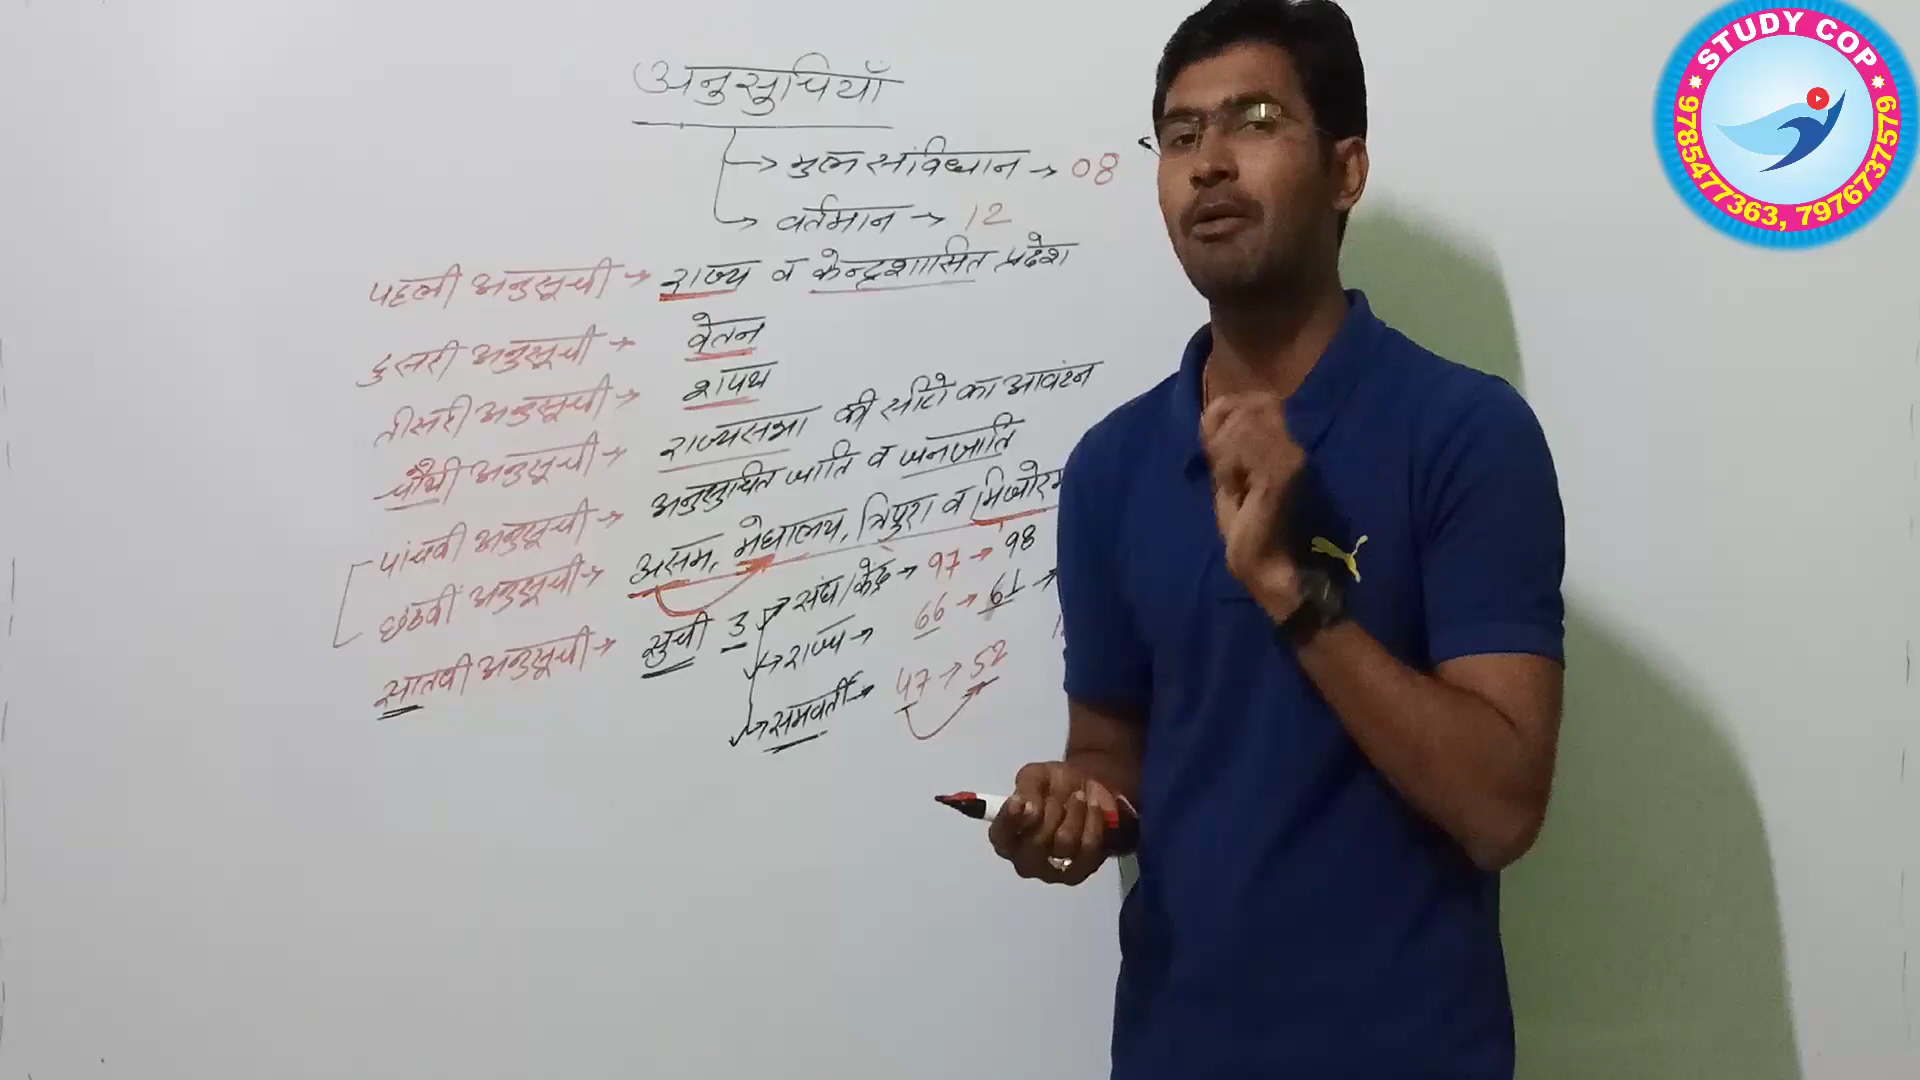 अनुसूचियाँ
→ मुल संविधान → 08
→ वर्तमान → 12
पहली अनुसूची → राज्य व केन्द्रशासित प्रदेश
दुसरी अनुसूची → वेतन
तीसरी अनुसूची → शपथ
चौथी अनुसूची → राज्यसभा की सीटो का आवंटन
पांचवी अनुसूची → अनुसुचित जाति व जनजाति
छठवीं अनुसूची → असम, मेघालय, त्रिपुरा व मिजोरम
सातवी अनुसूची → सुची 3 → संघ/केंद्र → 97 → 98
→ राज्य → 66 → 61 →
→ समवर्ती → 47 → 52
STUDY COP
9785477363, 7976737579